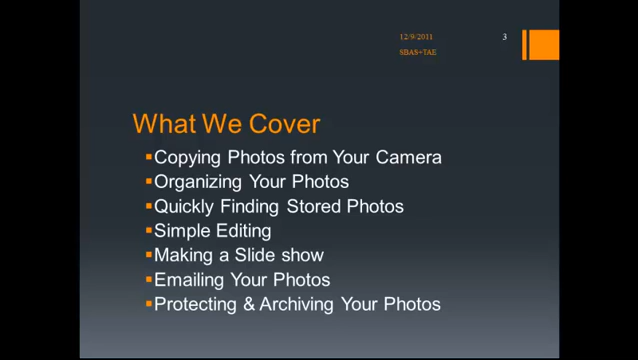 12/9/2011
3
SBAS+TAE
What We Cover
Copying Photos from Your Camera
Organizing Your Photos
Quickly Finding Stored Photos
Simple Editing
Making a Slide show
Emailing Your Photos
Protecting & Archiving Your Photos